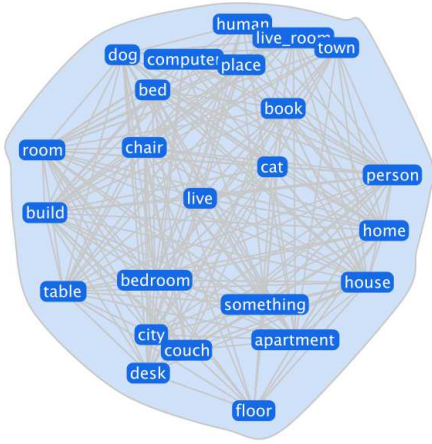 human
live_room
town
dog
computer
place
bed
book
room
chair
cat
person
live
build
home
bedroom
house
table
something
city
apartment
couch
desk
floor